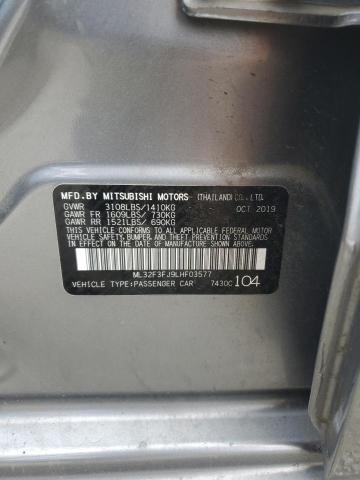 MFD.BY MITSUBISHI MOTORS (THAILAND) CO., LTD.
GVWR 3108LBS/1410KG OCT 2019
GAWR FR 1609LBS/ 730KG
GAWR RR 1521LBS/ 690KG
THIS VEHICLE CONFORMS TO ALL APPLICABLE FEDERAL MOTOR
VEHICLE SAFETY, BUMPER, AND THEFT PREVENTION STANDARDS
IN EFFECT ON THE DATE OF MANUFACTURE SHOWN ABOVE.
ML32F3FJ9LHF03577
VEHICLE TYPE:PASSENGER CAR 7430C 104